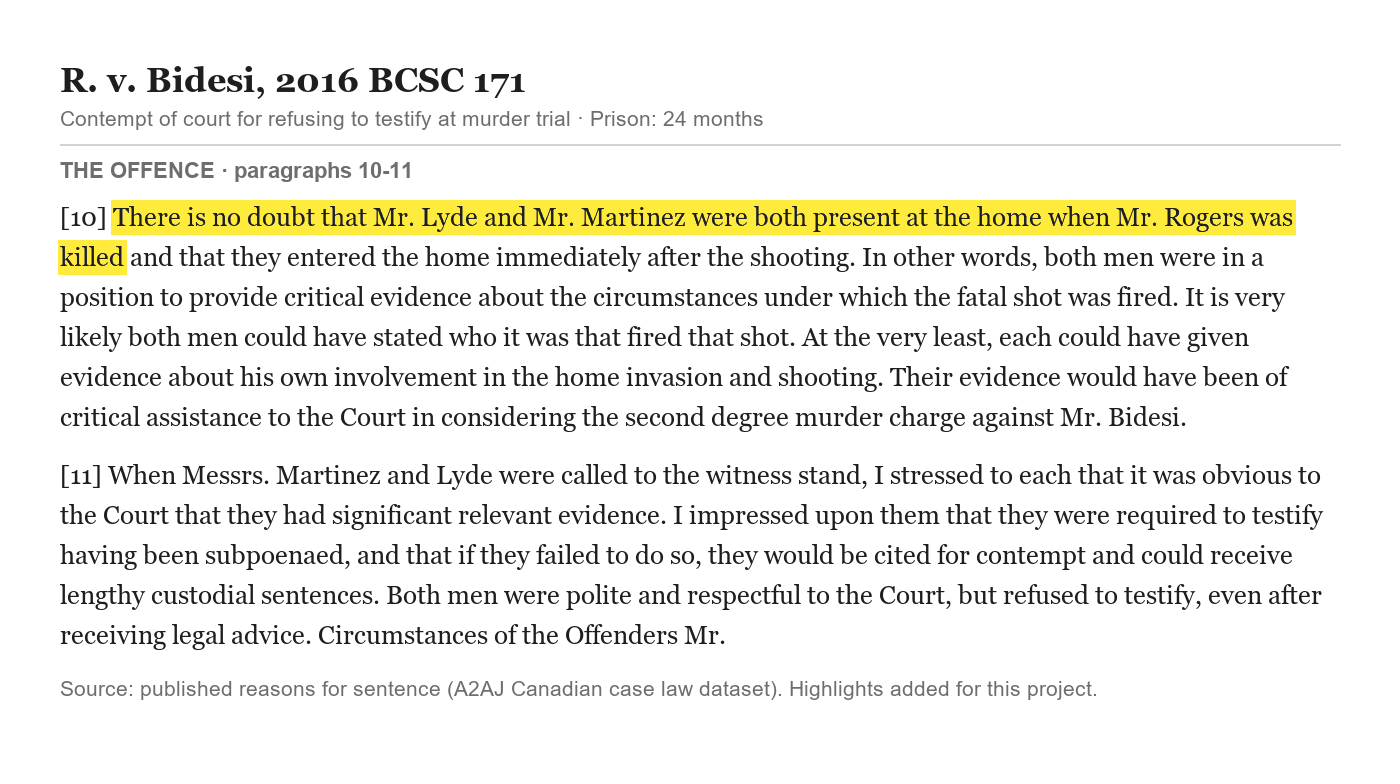 R. v. Bidesi, 2016 BCSC 171
Contempt of court for refusing to testify at murder trial · Prison: 24 months
THE OFFENCE · paragraphs 10-11
[10] There is no doubt that Mr. Lyde and Mr. Martinez were both present at the home when Mr. Rogers was
killed and that they entered the home immediately after the shooting. In other words, both men were in a
position to provide critical evidence about the circumstances under which the fatal shot was fired. It is very
likely both men could have stated who it was that fired that shot. At the very least, each could have given
evidence about his own involvement in the home invasion and shooting. Their evidence would have been of
critical assistance to the Court in considering the second degree murder charge against Mr. Bidesi.
[11] When Messrs. Martinez and Lyde were called to the witness stand, I stressed to each that it was obvious to
the Court that they had significant relevant evidence. I impressed upon them that they were required to testify
having been subpoenaed, and that if they failed to do so, they would be cited for contempt and could receive
lengthy custodial sentences. Both men were polite and respectful to the Court, but refused to testify, even after
receiving legal advice. Circumstances of the Offenders Mr.
Source: published reasons for sentence (A2AJ Canadian case law dataset). Highlights added for this project.